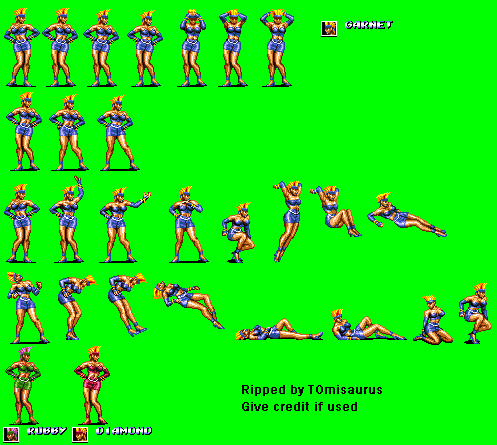 GARNET
Ripped by TOmisaurus
Give credit if used
RUBBY
DIAMOND